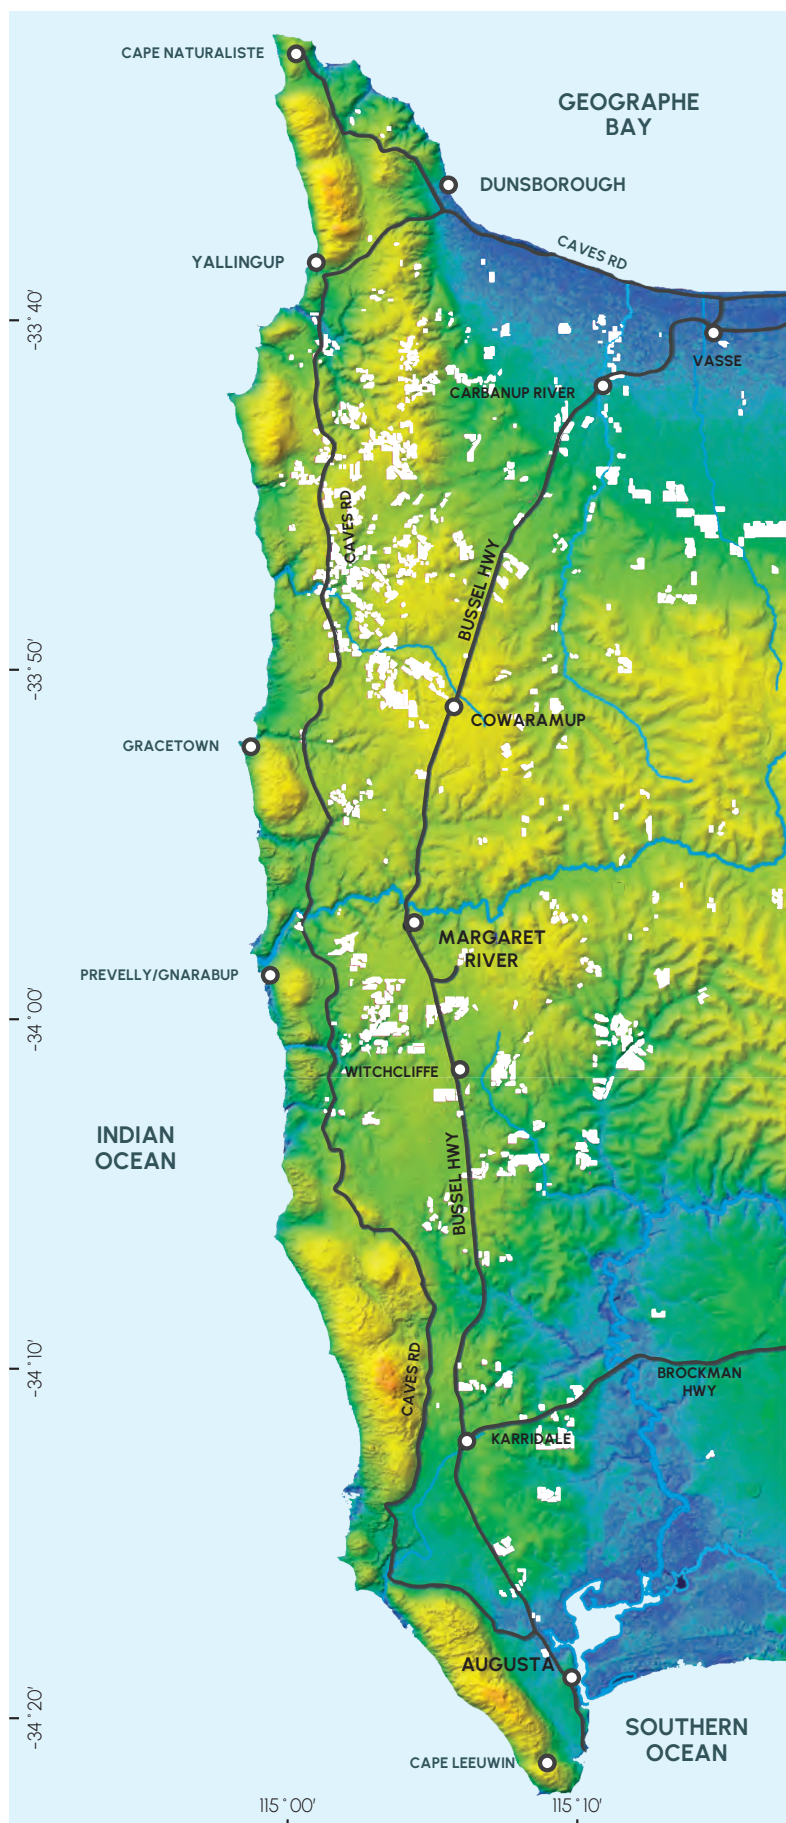 CAPE NATURALISTE
GEOGRAPHE
BAY
DUNSBOROUGH
CAVES RD
YALLINGUP
-33°40'
VASSE
CARBANUP RIVER
CAVES RD
BUSSEL HWY
-33°50'
COWARAMUP
GRACETOWN
MARGARET
RIVER
PREVELLY/GNARABUP
-34°00'
WITCHCLIFFE
INDIAN
OCEAN
BUSSEL HWY
-34°10'
CAVES RD
BROCKMAN
HWY
KARRIDALE
AUGUSTA
-34°20'
SOUTHERN
OCEAN
CAPE LEEUWIN
115°00'
115°10'